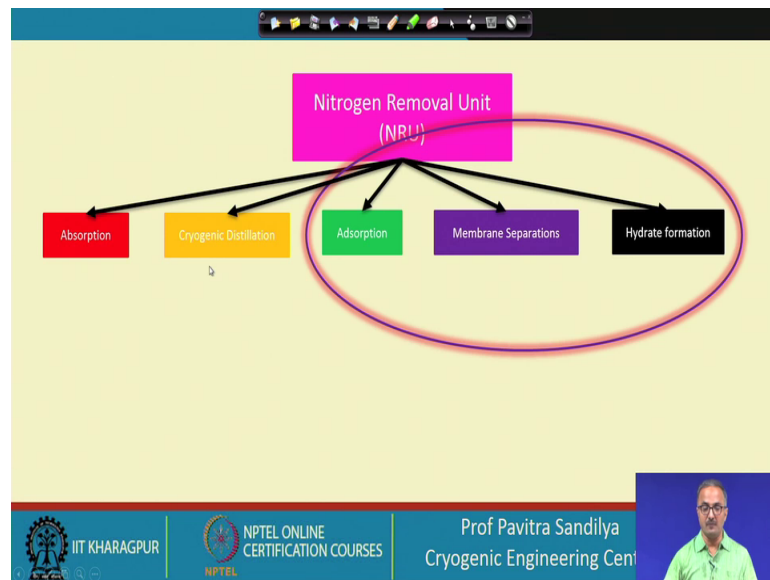 Nitrogen Removal Unit
(NRU)
Absorption
Cryogenic Distillation
Adsorption
Membrane Separations
Hydrate formation
IIT KHARAGPUR
NPTEL
NPTEL ONLINE
CERTIFICATION COURSES
Prof Pavitra Sandilya
Cryogenic Engineering Cent